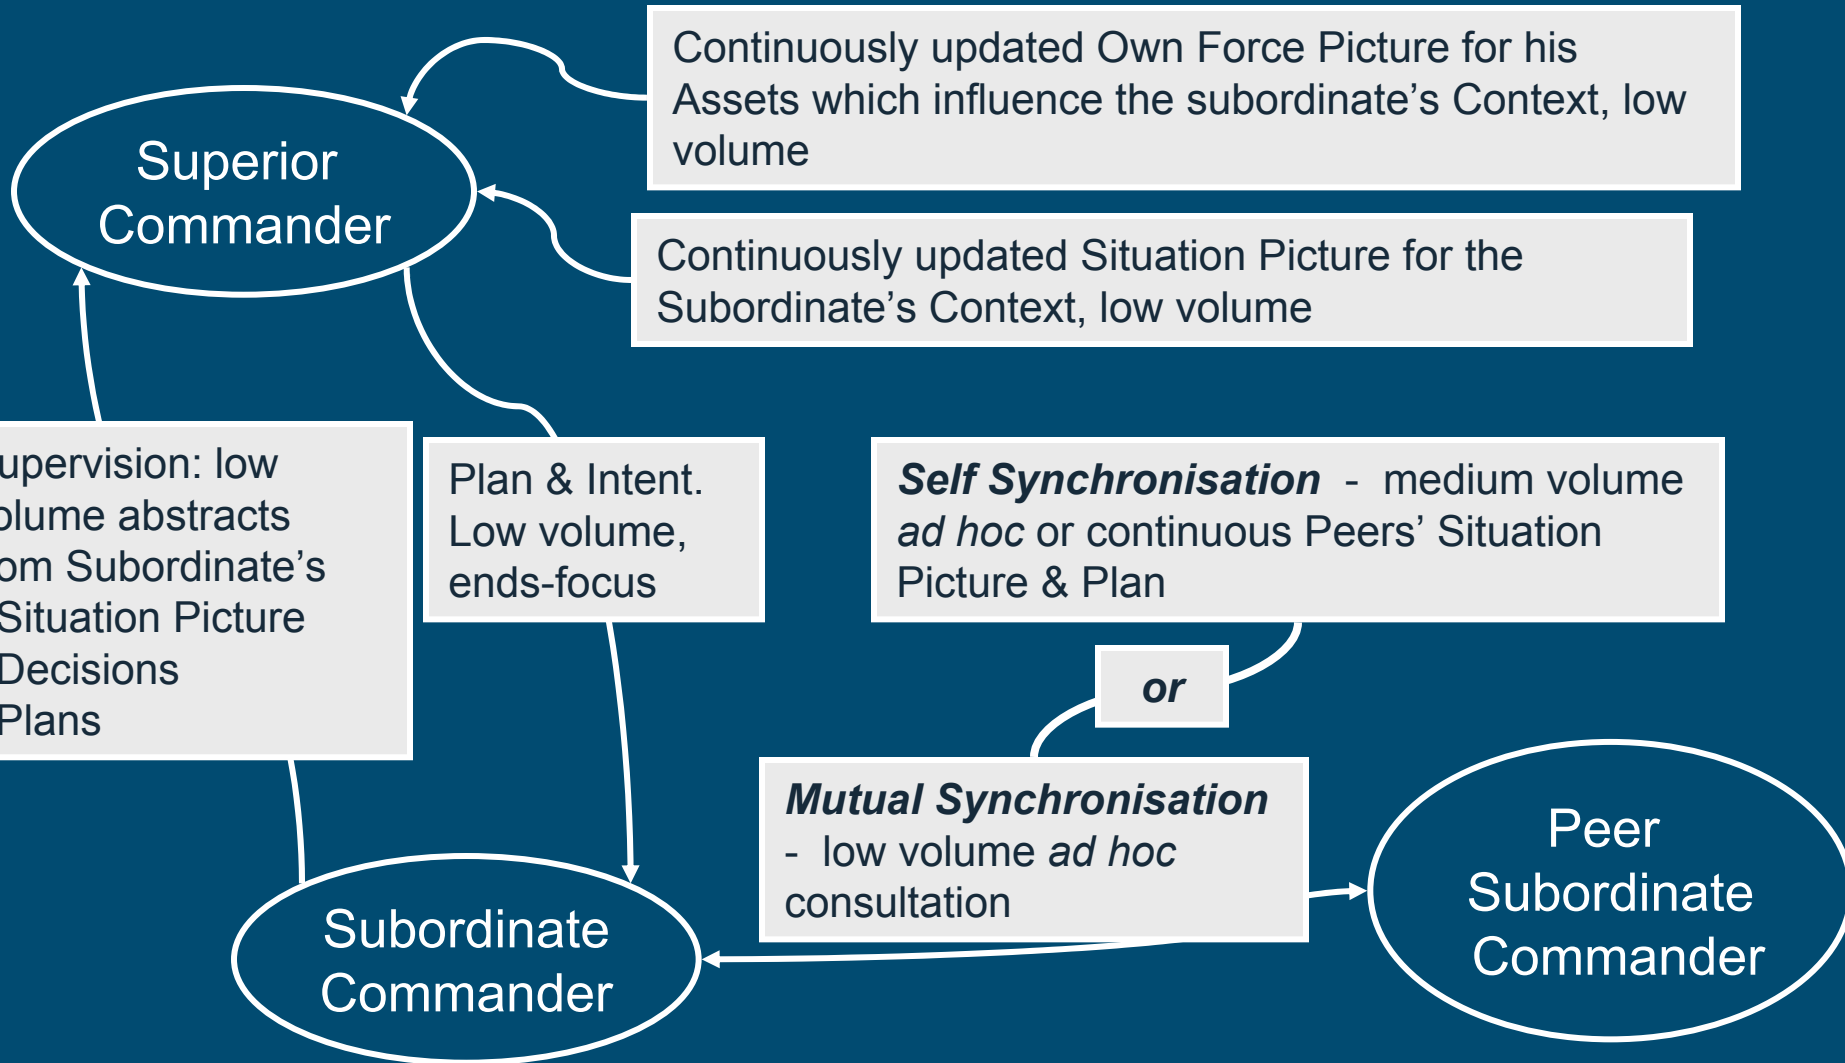 Continuously updated Own Force Picture for his
Assets which influence the subordinate’s Context, low
volume
Superior
Commander
Continuously updated Situation Picture for the
Subordinate’s Context, low volume
upervision: low
olume abstracts
om Subordinate’s
Situation Picture
Decisions
Plans
Plan & Intent.
Low volume,
ends-focus
Self Synchronisation - medium volume
ad hoc or continuous Peers’ Situation
Picture & Plan
or
Mutual Synchronisation
- low volume ad hoc
consultation
Subordinate
Commander
Peer
Subordinate
Commander